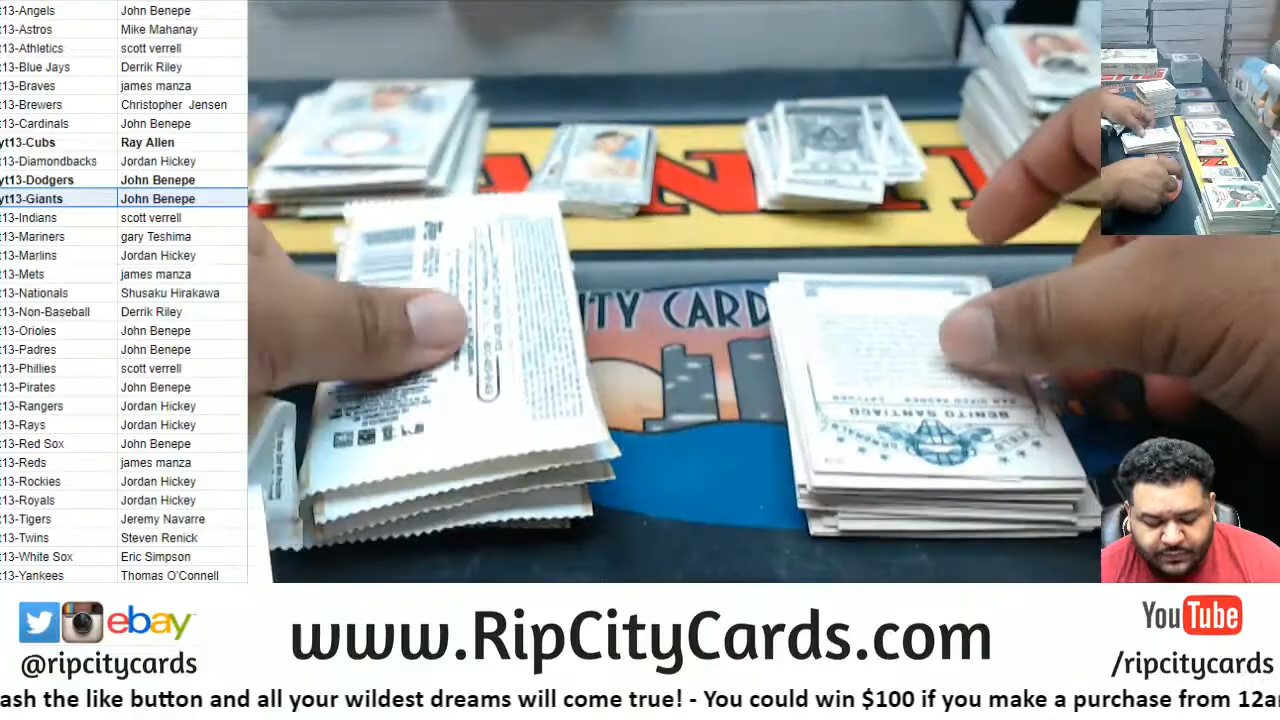 t13-Angels John Benepe
t13-Astros Mike Mahanay
t13-Athletics scott verrell
t13-Blue Jays Derrik Riley
t13-Braves james manza
t13-Brewers Christopher Jensen
t13-Cardinals John Benepe
yt13-Cubs Ray Allen
t13-Diamondbacks Jordan Hickey
yt13-Dodgers John Benepe
yt13-Giants John Benepe
t13-Indians scott verrell
t13-Mariners gary Teshima
t13-Marlins Jordan Hickey
t13-Mets james manza
t13-Nationals Shusaku Hirakawa
t13-Non-Baseball Derrik Riley
t13-Orioles John Benepe
t13-Padres John Benepe
t13-Phillies scott verrell
t13-Pirates John Benepe
t13-Rangers Jordan Hickey
t13-Rays Jordan Hickey
t13-Red Sox John Benepe
t13-Reds james manza
t13-Rockies Jordan Hickey
t13-Royals Jordan Hickey
t13-Tigers Jeremy Navarre
t13-Twins Steven Renick
t13-White Sox Eric Simpson
t13-Yankees Thomas O'Connell
ITY CARD
SAN DIEGO PADRES
BENITO SANTIAGO
ebay
@ripcitycards
www.RipCityCards.com
YouTube
/ripcitycards
ash the like button and all your wildest dreams will come true! - You could win $100 if you make a purchase from 12a